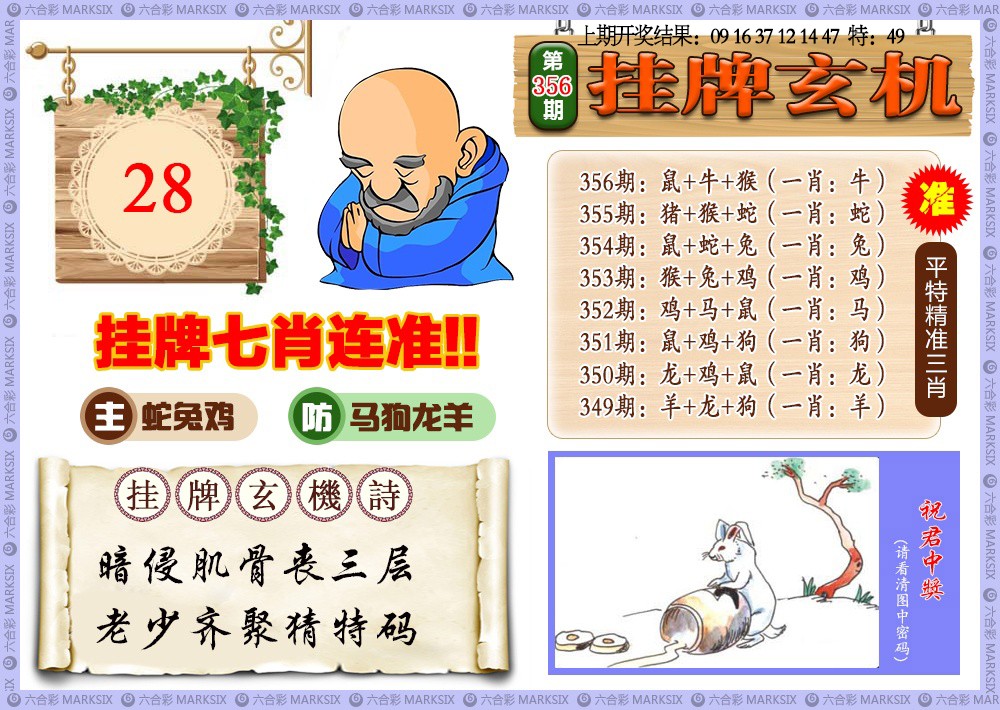 六合彩 MARKSIX
上期开奖结果：09 16 37 12 14 47 特：49
第356期
挂牌玄机
28
挂牌七肖连准!!
主 蛇兔鸡
防 马狗龙羊
挂牌玄機詩
暗侵肌骨丧三层
老少齐聚猜特码
356期：鼠+牛+猴（一肖：牛）
355期：猪+猴+蛇（一肖：蛇）
354期：鼠+蛇+兔（一肖：兔）
353期：猴+兔+鸡（一肖：鸡）
352期：鸡+马+鼠（一肖：马）
351期：鼠+鸡+狗（一肖：狗）
350期：龙+鸡+鼠（一肖：龙）
349期：羊+龙+狗（一肖：羊）
准
平特精准三肖
祝君中獎
（请看清图中密码）